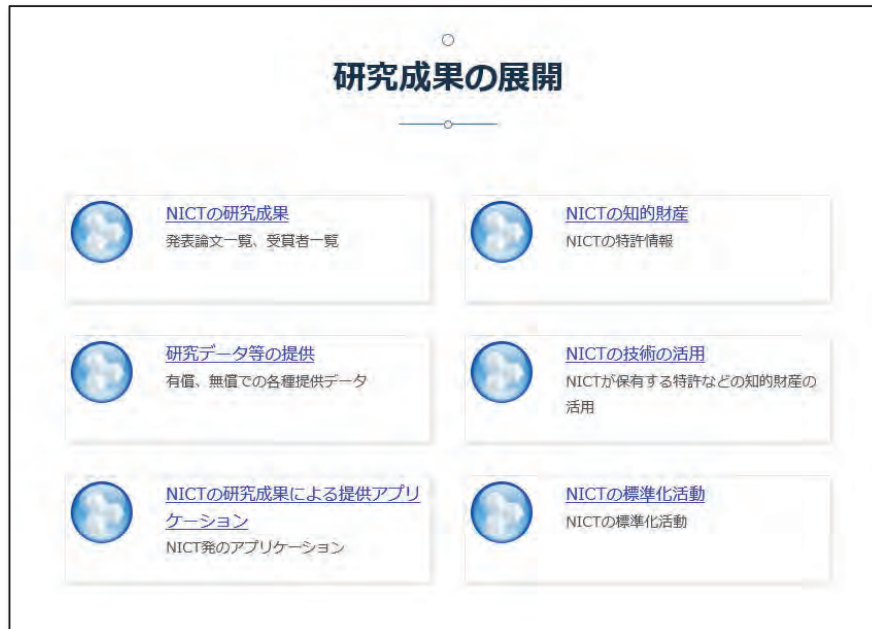 研究成果の展開
NICTの研究成果
発表論文一覧、受賞者一覧
NICTの知的財産
NICTの特許情報
研究データ等の提供
有償、無償での各種提供データ
NICTの技術の活用
NICTが保有する特許などの知的財産の
活用
NICTの研究成果による提供アプリ
ケーション
NICT発のアプリケーション
NICTの標準化活動
NICTの標準化活動